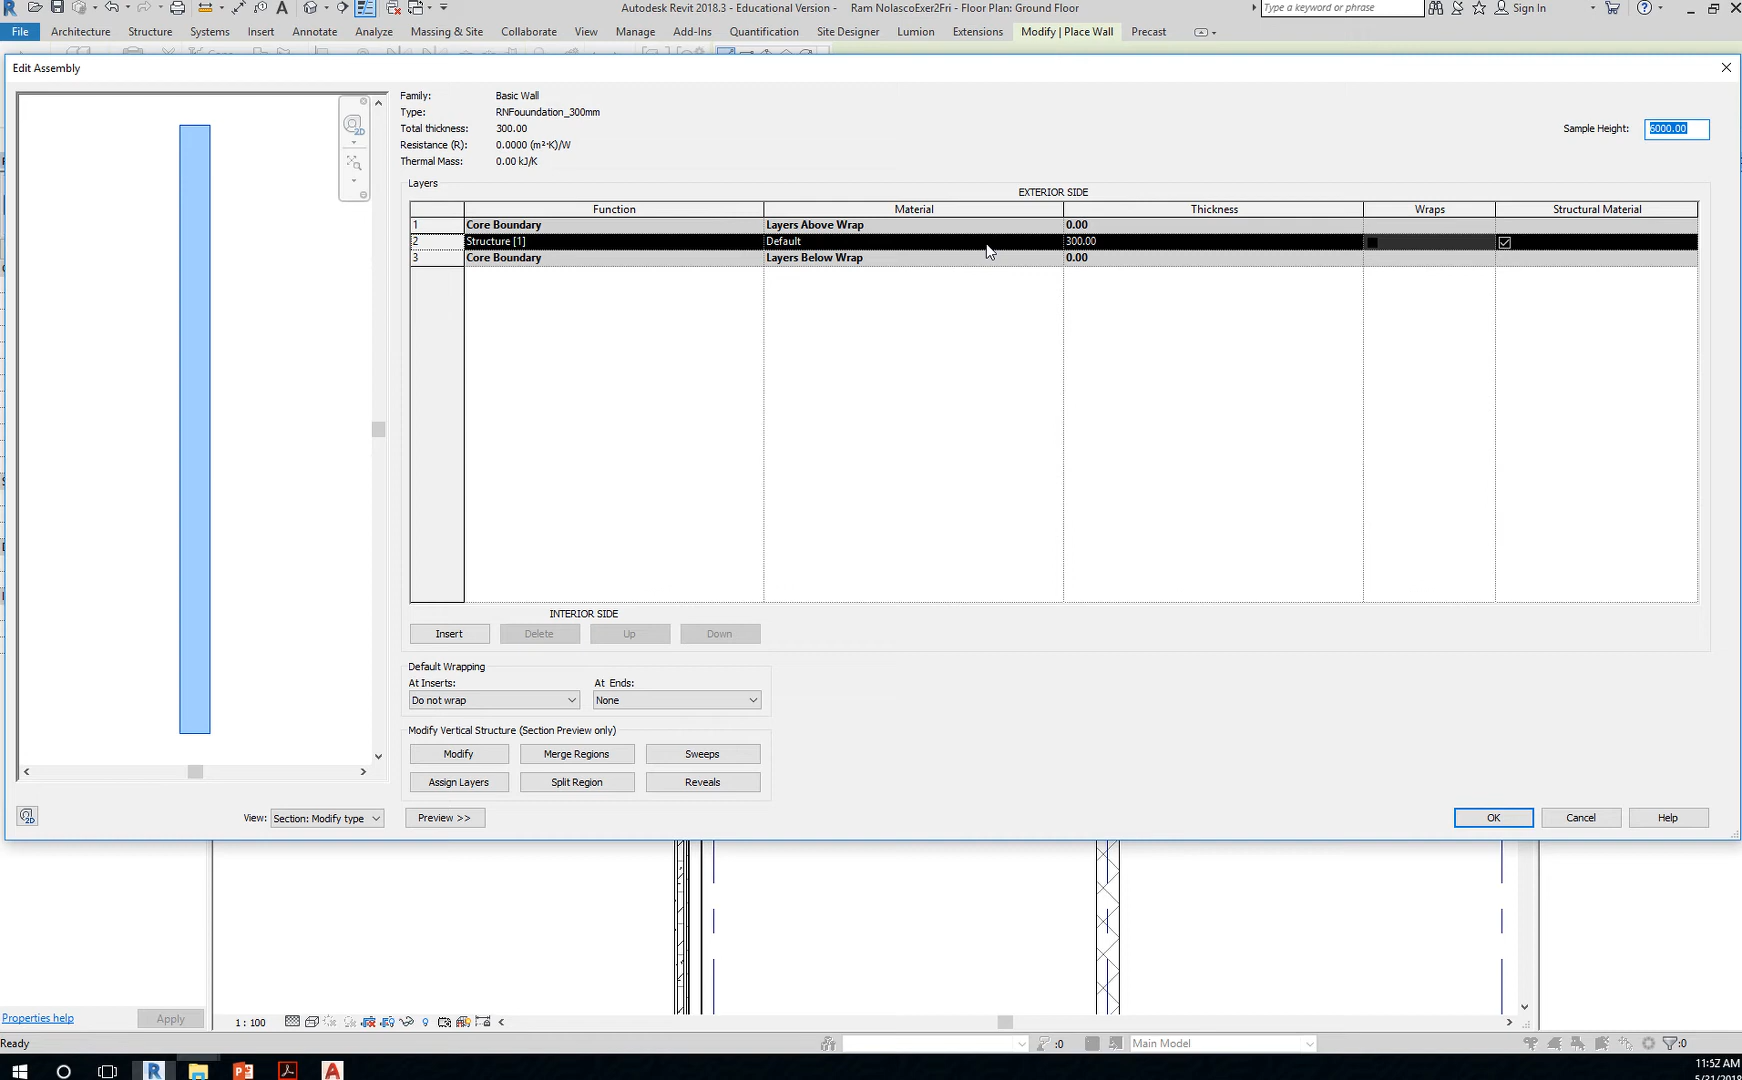 Autodesk Revit 2018.3 - Educational Version - Ram NolascoExer2Fri - Floor Plan: Ground Floor
Type a keyword or phrase
Sign In
File Architecture Structure Systems Insert Annotate Analyze Massing & Site Collaborate View Manage Add-Ins Quantification Site Designer Lumion Extensions Modify | Place Wall Precast
Edit Assembly
Family: Basic Wall
Type: RNFouundation_300mm
Total thickness: 300.00
Resistance (R): 0.0000 (m²·K)/W
Thermal Mass: 0.00 kJ/K
Sample Height: 6000.00
Layers
EXTERIOR SIDE
Function Material Thickness Wraps Structural Material
1 Core Boundary Layers Above Wrap 0.00
2 Structure [1] Default 300.00
3 Core Boundary Layers Below Wrap 0.00
INTERIOR SIDE
Insert Delete Up Down
Default Wrapping
At Inserts: At Ends:
Do not wrap None
Modify Vertical Structure (Section Preview only)
Modify Merge Regions Sweeps
Assign Layers Split Region Reveals
View: Section: Modify type Preview >> OK Cancel Help
Properties help Apply
1 : 100
Ready :0 Main Model :0
11:52 AM